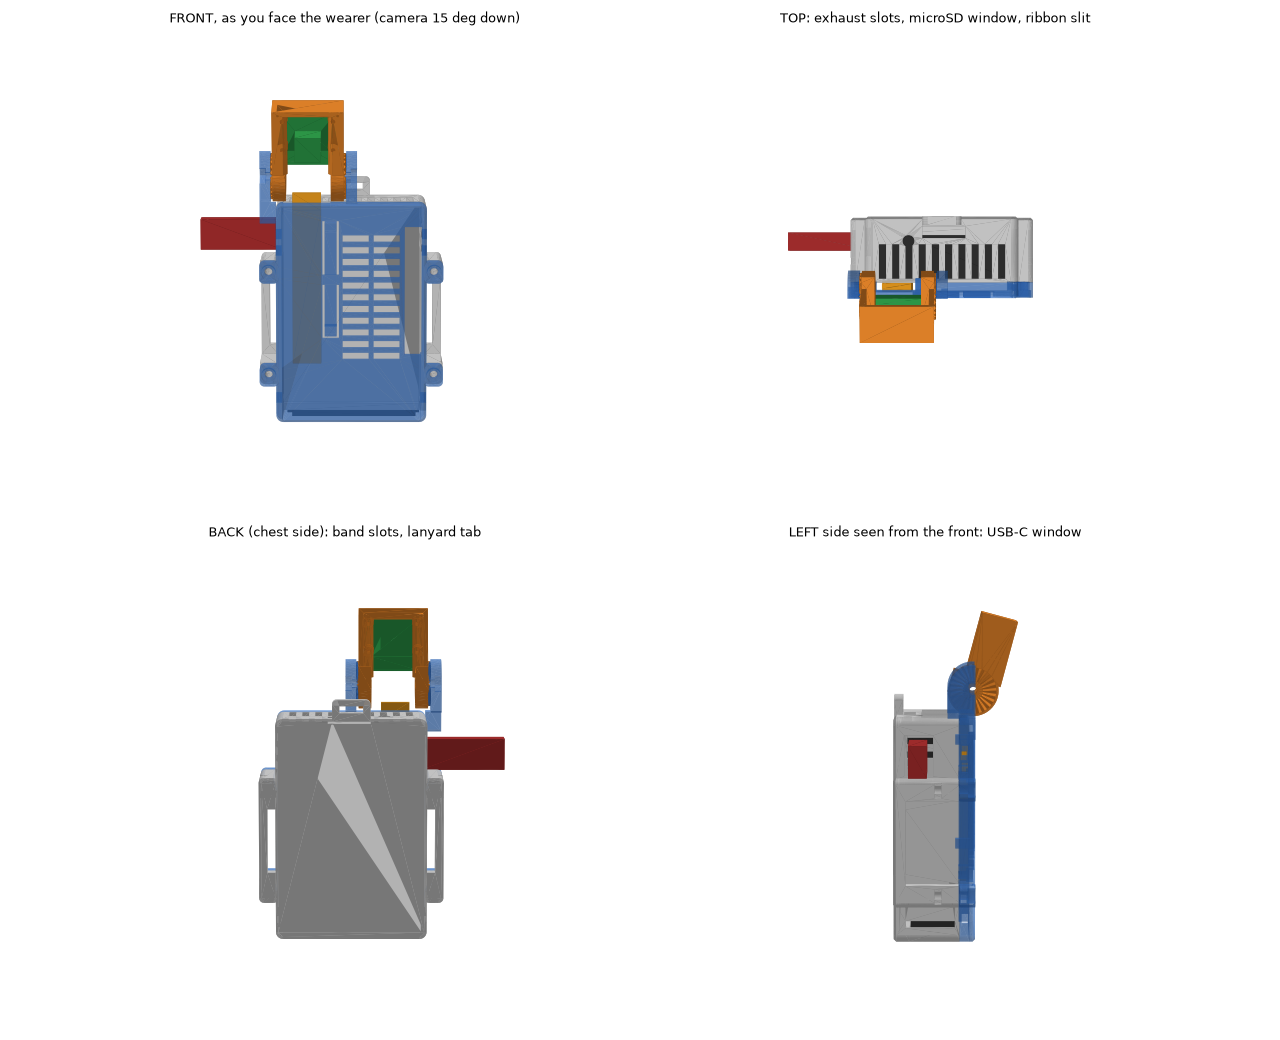 FRONT, as you face the wearer (camera 15 deg down)
TOP: exhaust slots, microSD window, ribbon slit
BACK (chest side): band slots, lanyard tab
LEFT side seen from the front: USB-C window